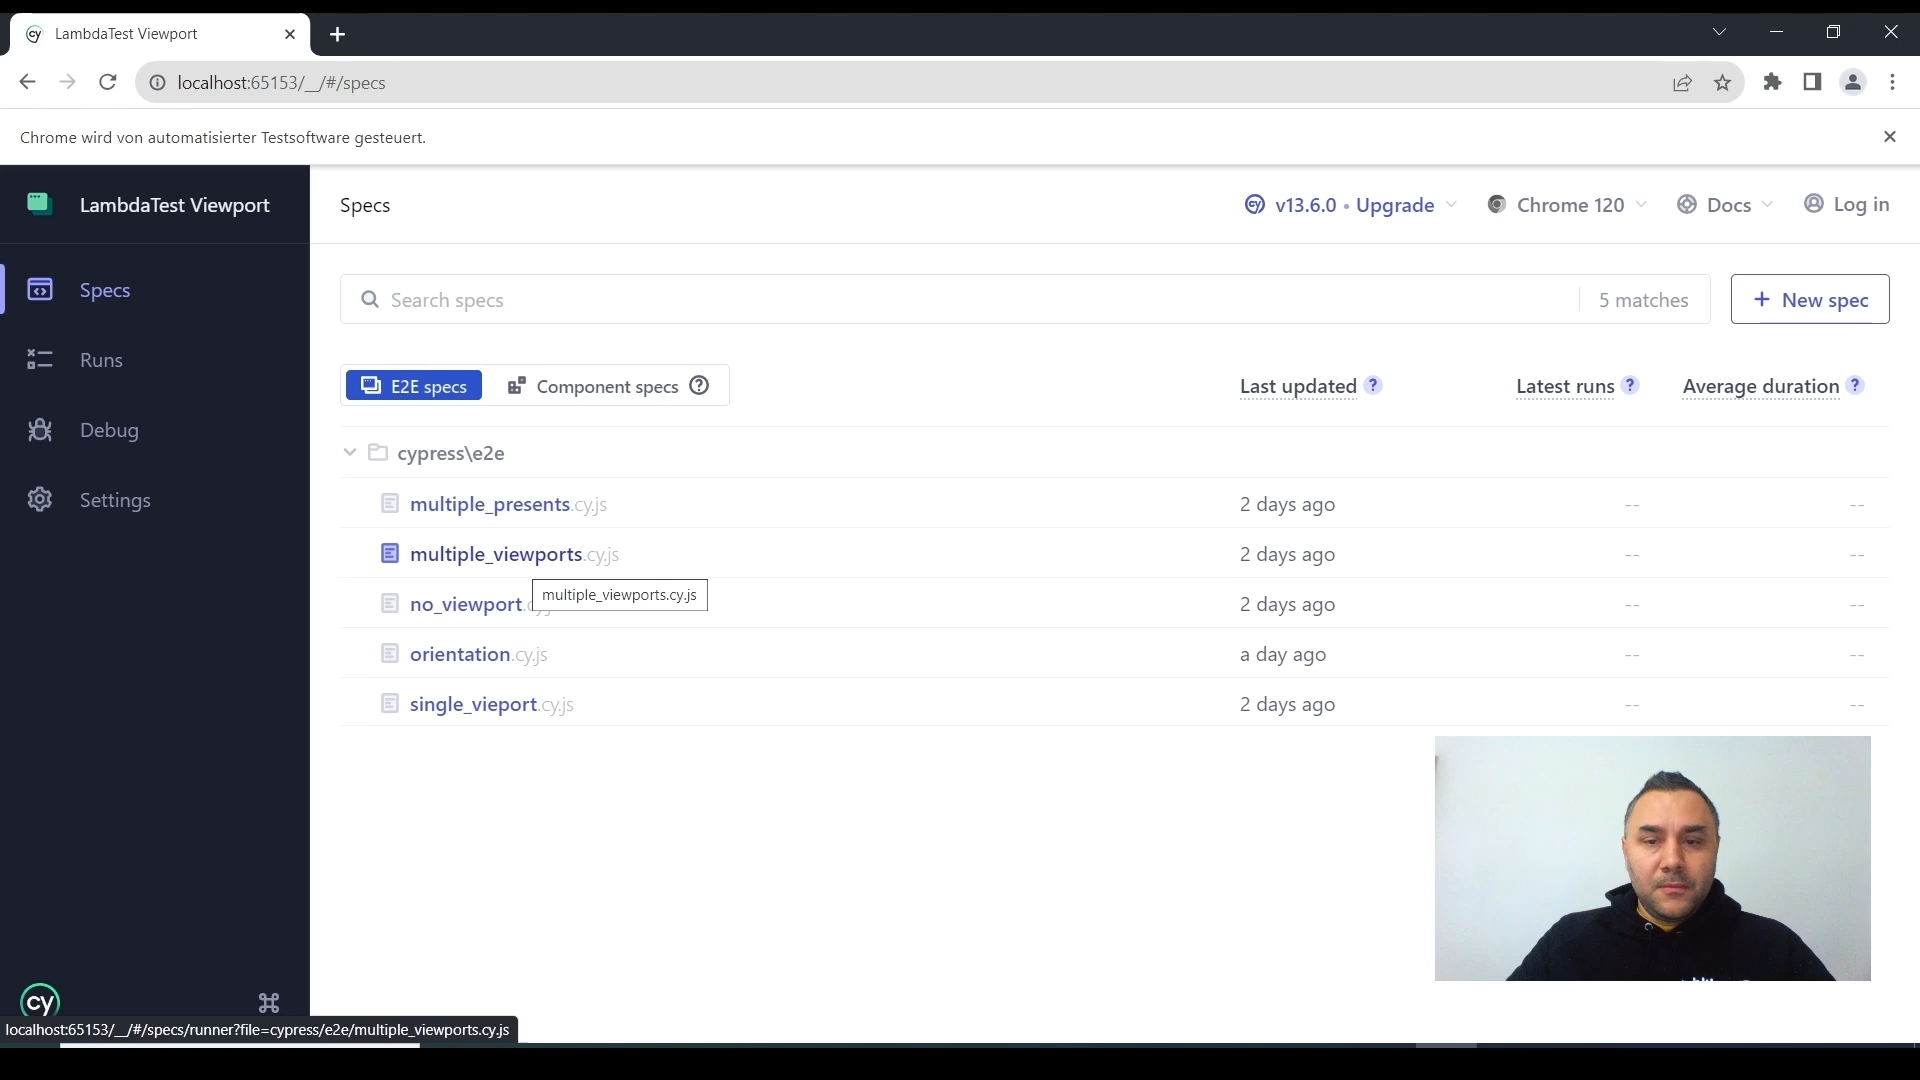 LambdaTest Viewport
localhost:65153/__/#/specs
Chrome wird von automatisierter Testsoftware gesteuert.
LambdaTest Viewport
Specs
v13.6.0 • Upgrade
Chrome 120
Docs
Log in
Specs
Runs
Debug
Settings
Search specs
5 matches
+ New spec
E2E specs
Component specs
Last updated
Latest runs
Average duration
cypress\e2e
multiple_presents.cy.js 2 days ago -- --
multiple_viewports.cy.js 2 days ago -- --
multiple_viewports.cy.js
no_viewport. 2 days ago -- --
orientation.cy.js a day ago -- --
single_vieport.cy.js 2 days ago -- --
cy
localhost:65153/__/#/specs/runner?file=cypress/e2e/multiple_viewports.cy.js